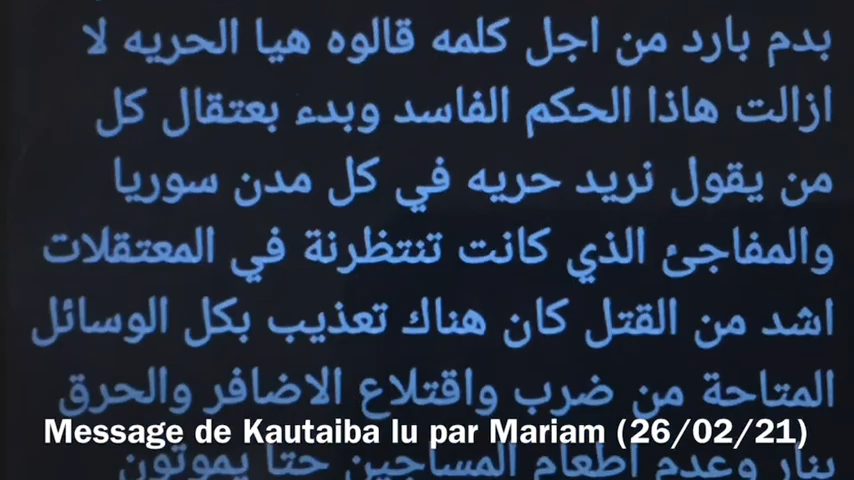 بدم بارد من اجل كلمه قالوه هيا الحريه لا
ازالت هاذا الحكم الفاسد وبدء بعتقال كل
من يقول نريد حريه في كل مدن سوريا
والمفاجئ الذي كانت تنتظرنة في المعتقلات
اشد من القتل كان هناك تعذيب بكل الوسائل
المتاحة من ضرب واقتلاع الاضافر والحرق
Message de Kautaiba lu par Mariam (26/02/21)
بنار وعدم اطعام المساجين حتا يموتون